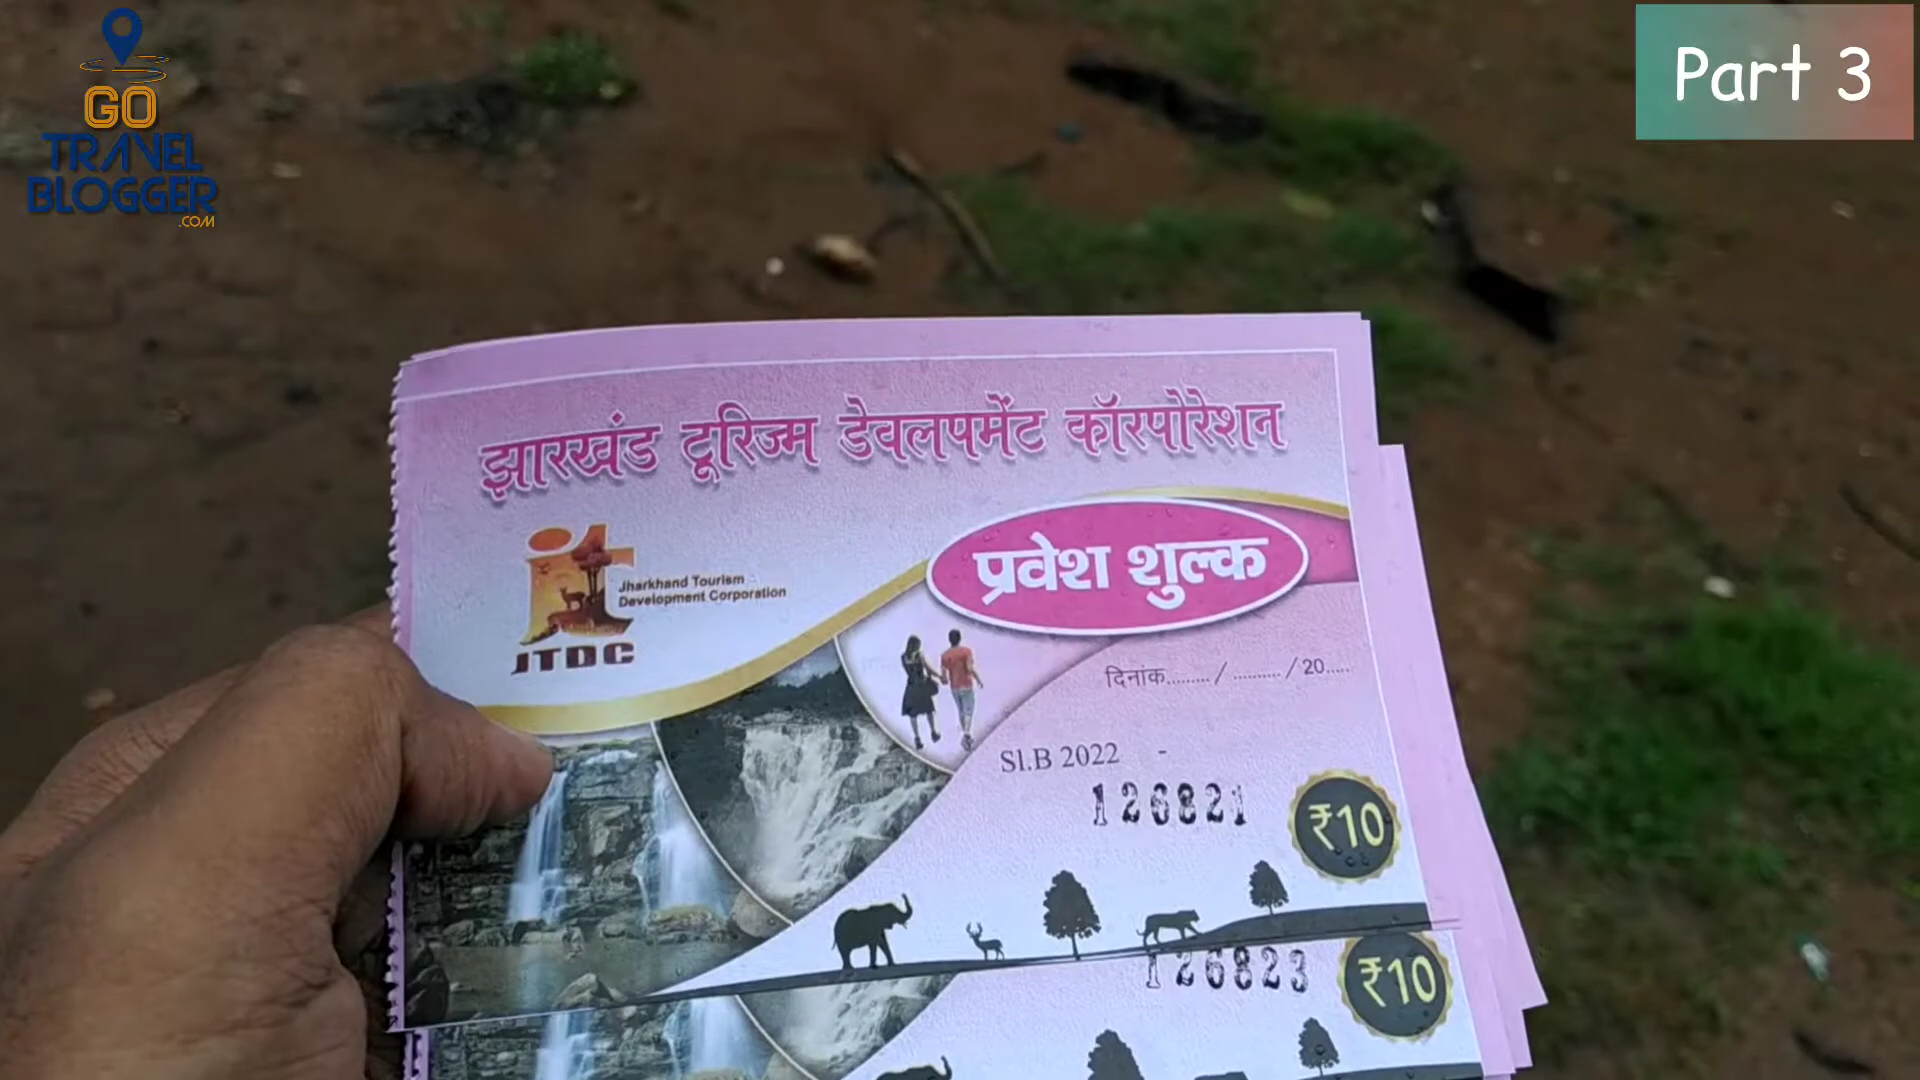 GO
TRAVEL
BLOGGER
.COM
Part 3
झारखंड टूरिज्म डेवलपमेंट कॉरपोरेशन
प्रवेश शुल्क
Jharkhand Tourism
Development Corporation
JTDC
दिनांक......../ ........./20.....
Sl.B 2022 -
126821
₹10
126823
₹10